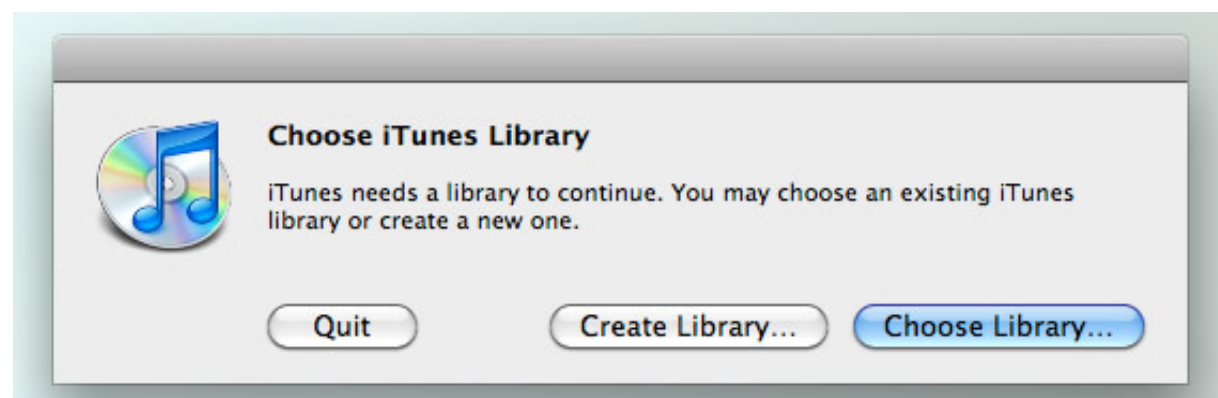 Choose iTunes Library
iTunes needs a library to continue. You may choose an existing iTunes
library or create a new one.
Quit
Create Library...
Choose Library...